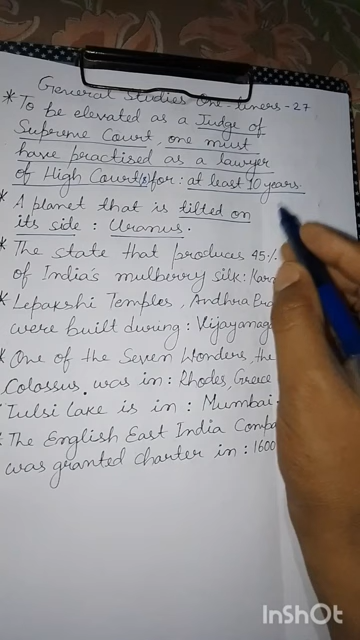 General Studies One-liners-27
* To be elevated as a Judge of
Supreme Court, one must
have practised as a lawyer
of High Court(s) for: at least 10 years.
* A planet that is tilted on
its side : Uranus.
* The state that produces 45%
of India's mulberry silk:
* Lepakshi Temples, Andhra
were built during:
* One of the Seven Wonders, the
Colossus was in: Rhodes, Greece
* Tulsi Lake is in : Mumbai.
* The English East India
was granted charter in: 1600
Made With
InShOt